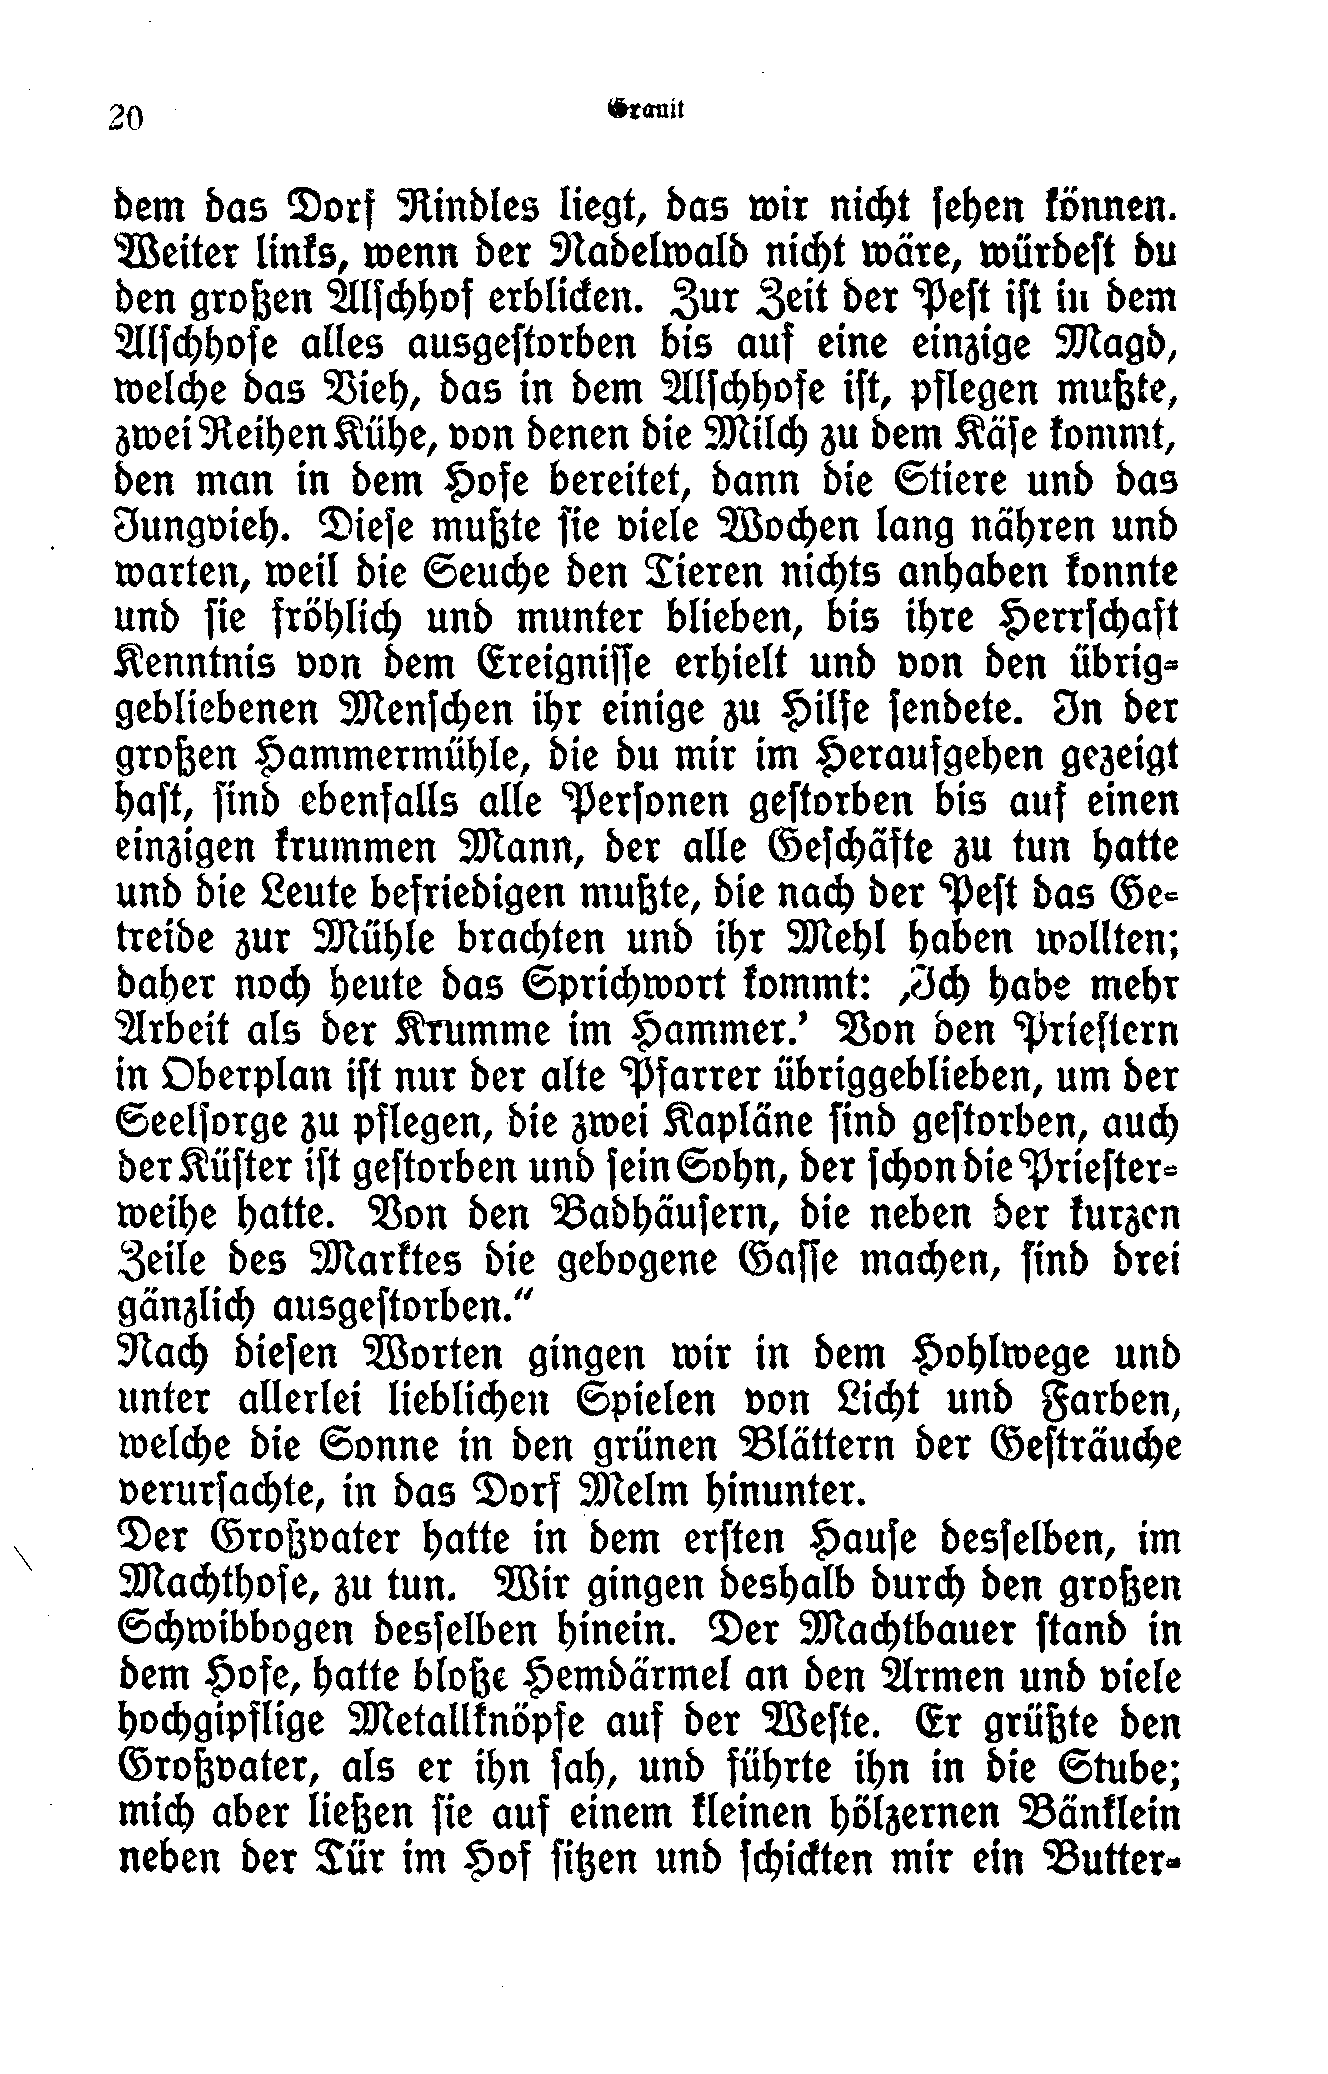 20
Granit
dem das Dorf Rindles liegt, das wir nicht sehen können.
Weiter links, wenn der Nadelwald nicht wäre, würdest du
den großen Alschhof erblicken. Zur Zeit der Pest ist in dem
Alschhofe alles ausgestorben bis auf eine einzige Magd,
welche das Vieh, das in dem Alschhofe ist, pflegen mußte,
zwei Reihen Kühe, von denen die Milch zu dem Käse kommt,
den man in dem Hofe bereitet, dann die Stiere und das
Jungvieh. Diese mußte sie viele Wochen lang nähren und
warten, weil die Seuche den Tieren nichts anhaben konnte
und sie fröhlich und munter blieben, bis ihre Herrschaft
Kenntnis von dem Ereignisse erhielt und von den übrig-
gebliebenen Menschen ihr einige zu Hilfe sendete. In der
großen Hammermühle, die du mir im Heraufgehen gezeigt
hast, sind ebenfalls alle Personen gestorben bis auf einen
einzigen krummen Mann, der alle Geschäfte zu tun hatte
und die Leute befriedigen mußte, die nach der Pest das Ge-
treide zur Mühle brachten und ihr Mehl haben wollten;
daher noch heute das Sprichwort kommt: ‚Ich habe mehr
Arbeit als der Krumme im Hammer.’ Von den Priestern
in Oberplan ist nur der alte Pfarrer übriggeblieben, um der
Seelsorge zu pflegen, die zwei Kapläne sind gestorben, auch
der Küster ist gestorben und sein Sohn, der schon die Priester-
weihe hatte. Von den Badhäusern, die neben der kurzen
Zeile des Marktes die gebogene Gasse machen, sind drei
gänzlich ausgestorben.“
Nach diesen Worten gingen wir in dem Hohlwege und
unter allerlei lieblichen Spielen von Licht und Farben,
welche die Sonne in den grünen Blättern der Gesträuche
verursachte, in das Dorf Melm hinunter.
Der Großvater hatte in dem ersten Hause desselben, im
Machthofe, zu tun. Wir gingen deshalb durch den großen
Schwibbogen desselben hinein. Der Machtbauer stand in
dem Hofe, hatte bloße Hemdärmel an den Armen und viele
hochgipflige Metallknöpfe auf der Weste. Er grüßte den
Großvater, als er ihn sah, und führte ihn in die Stube;
mich aber ließen sie auf einem kleinen hölzernen Bänklein
neben der Tür im Hof sitzen und schickten mir ein Butter-